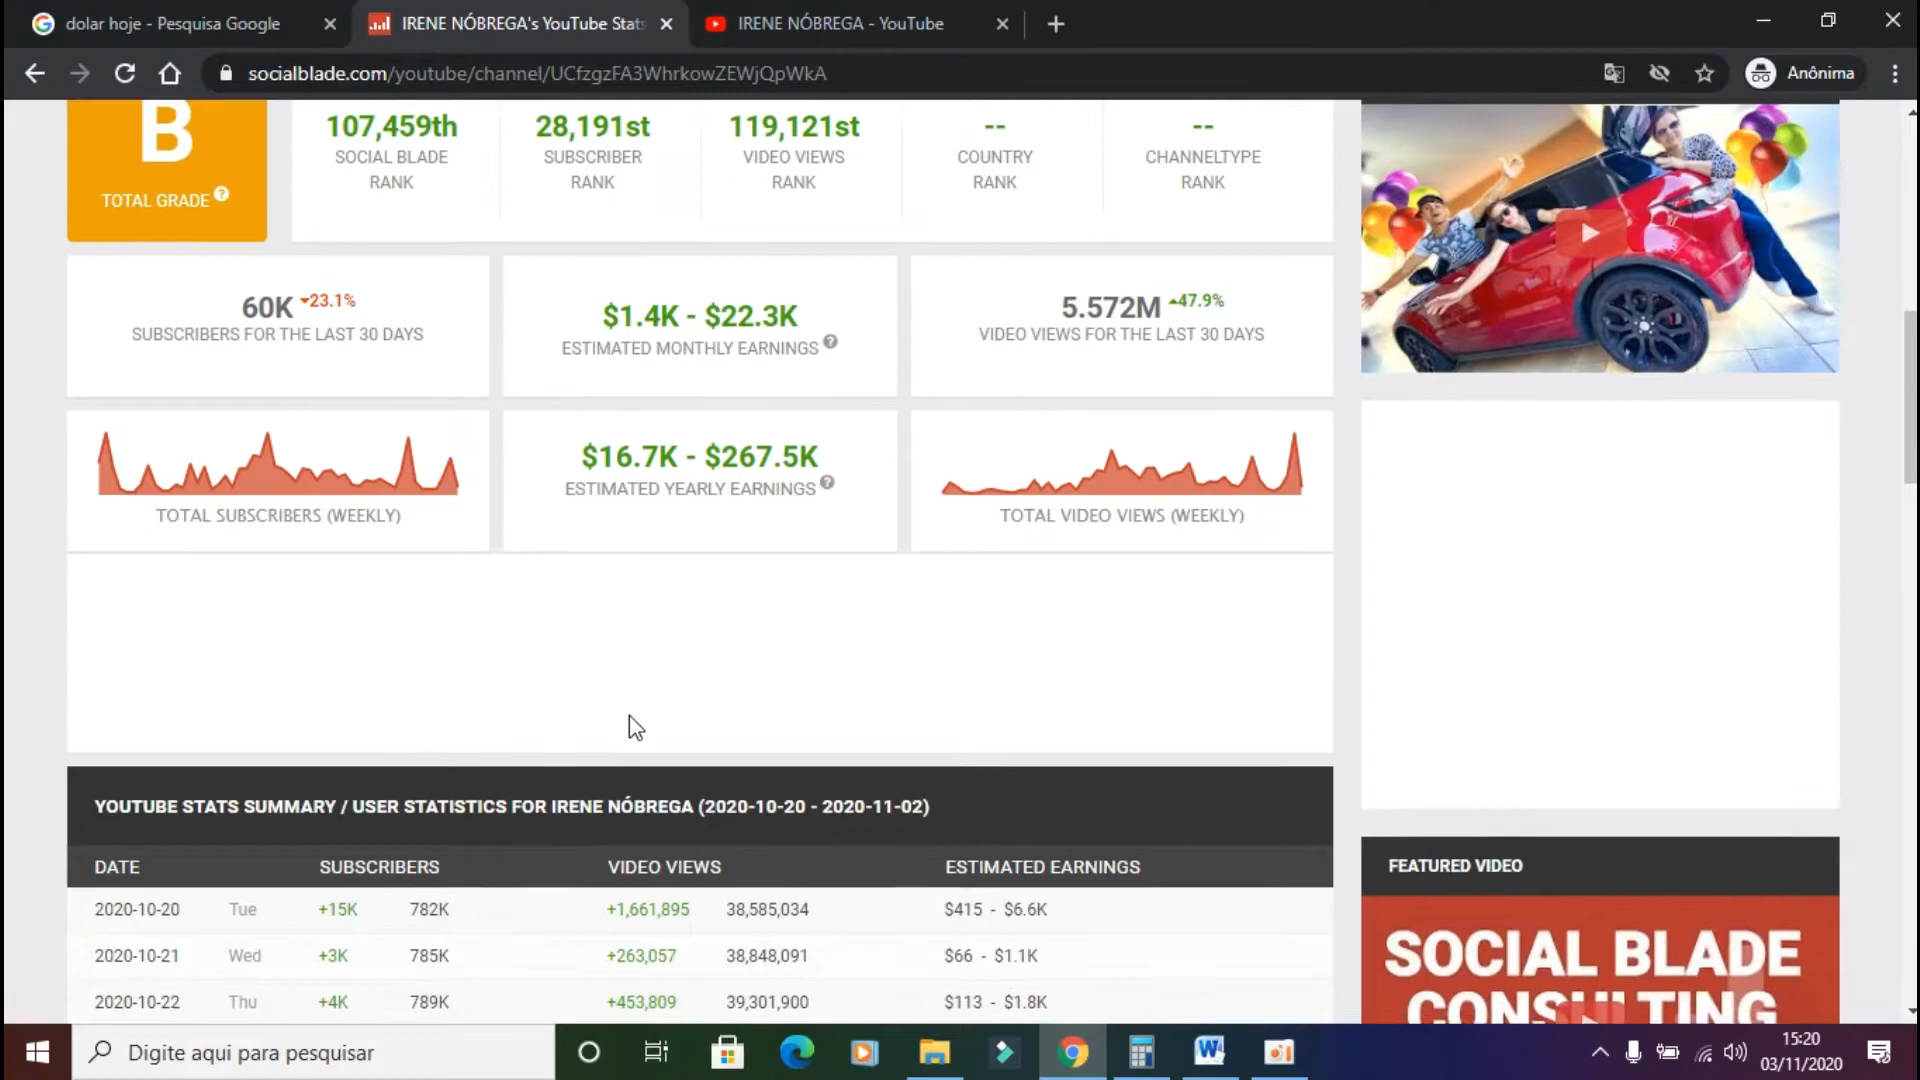 dolar hoje - Pesquisa Google
IRENE NÓBREGA's YouTube Stats
IRENE NÓBREGA - YouTube
socialblade.com/youtube/channel/UCfzgzFA3WhrkowZEWjQpWkA
Anônima
B
TOTAL GRADE
107,459th
SOCIAL BLADE
RANK
28,191st
SUBSCRIBER
RANK
119,121st
VIDEO VIEWS
RANK
--
COUNTRY
RANK
--
CHANNELTYPE
RANK
60K 23.1%
SUBSCRIBERS FOR THE LAST 30 DAYS
$1.4K - $22.3K
ESTIMATED MONTHLY EARNINGS
5.572M 47.9%
VIDEO VIEWS FOR THE LAST 30 DAYS
TOTAL SUBSCRIBERS (WEEKLY)
$16.7K - $267.5K
ESTIMATED YEARLY EARNINGS
TOTAL VIDEO VIEWS (WEEKLY)
YOUTUBE STATS SUMMARY / USER STATISTICS FOR IRENE NÓBREGA (2020-10-20 - 2020-11-02)
DATE SUBSCRIBERS VIDEO VIEWS ESTIMATED EARNINGS
2020-10-20 Tue +15K 782K +1,661,895 38,585,034 $415 - $6.6K
2020-10-21 Wed +3K 785K +263,057 38,848,091 $66 - $1.1K
2020-10-22 Thu +4K 789K +453,809 39,301,900 $113 - $1.8K
FEATURED VIDEO
SOCIAL BLADE
CONSULTING
Digite aqui para pesquisar
15:20
03/11/2020